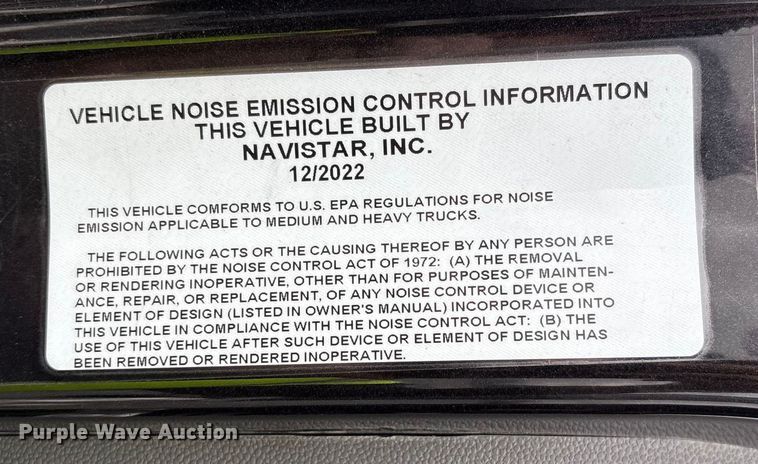 VEHICLE NOISE EMISSION CONTROL INFORMATION
THIS VEHICLE BUILT BY
NAVISTAR, INC.
12/2022
THIS VEHICLE COMFORMS TO U.S. EPA REGULATIONS FOR NOISE
EMISSION APPLICABLE TO MEDIUM AND HEAVY TRUCKS.
THE FOLLOWING ACTS OR THE CAUSING THEREOF BY ANY PERSON ARE
PROHIBITED BY THE NOISE CONTROL ACT OF 1972: (A) THE REMOVAL
OR RENDERING INOPERATIVE, OTHER THAN FOR PURPOSES OF MAINTEN-
ANCE, REPAIR, OR REPLACEMENT, OF ANY NOISE CONTROL DEVICE OR
ELEMENT OF DESIGN (LISTED IN OWNER'S MANUAL) INCORPORATED INTO
THIS VEHICLE IN COMPLIANCE WITH THE NOISE CONTROL ACT: (B) THE
USE OF THIS VEHICLE AFTER SUCH DEVICE OR ELEMENT OF DESIGN HAS
BEEN REMOVED OR RENDERED INOPERATIVE.
Purple Wave Auction